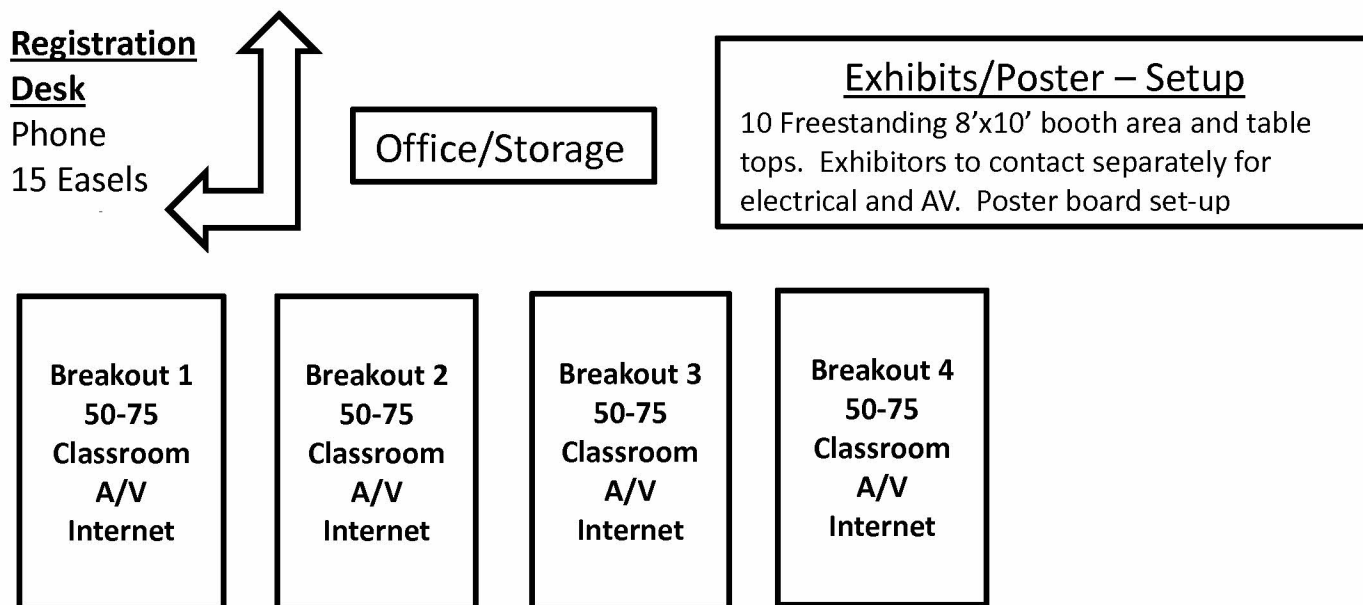 Registration
Desk
Phone
15 Easels
Office/Storage
Exhibits/Poster – Setup
10 Freestanding 8’x10’ booth area and table
tops.  Exhibitors to contact separately for
electrical and AV.  Poster board set-up
Breakout 1
50-75
Classroom
A/V
Internet
Breakout 2
50-75
Classroom
A/V
Internet
Breakout 3
50-75
Classroom
A/V
Internet
Breakout 4
50-75
Classroom
A/V
Internet